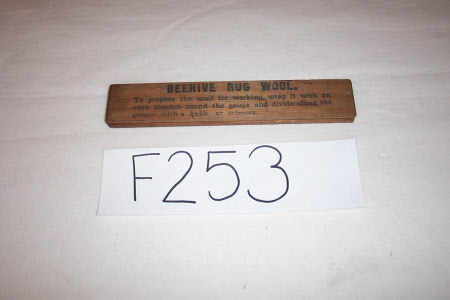 BEEHIVE RUG WOOL.
To prepare the wool for working, wrap it with an
even tension round the gauge and divide along the
groove with a knife or scissors.
F253